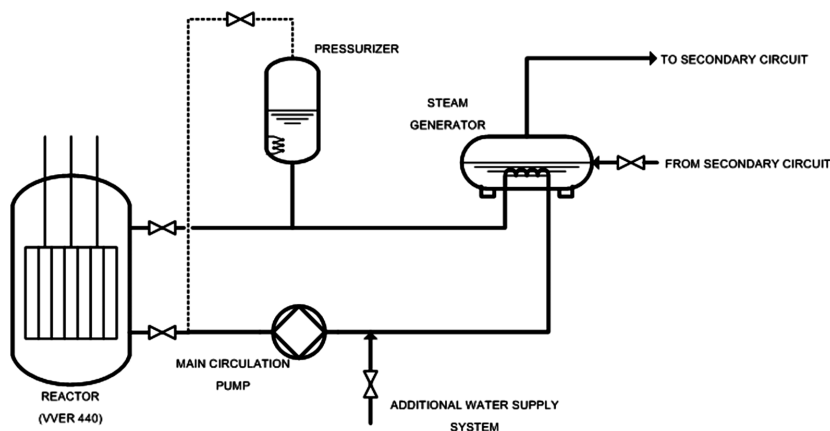 PRESSURIZER
TO SECONDARY CIRCUIT
STEAM
GENERATOR
FROM SECONDARY CIRCUIT
MAIN CIRCULATION
PUMP
REACTOR
(VVER 440)
ADDITIONAL WATER SUPPLY
SYSTEM